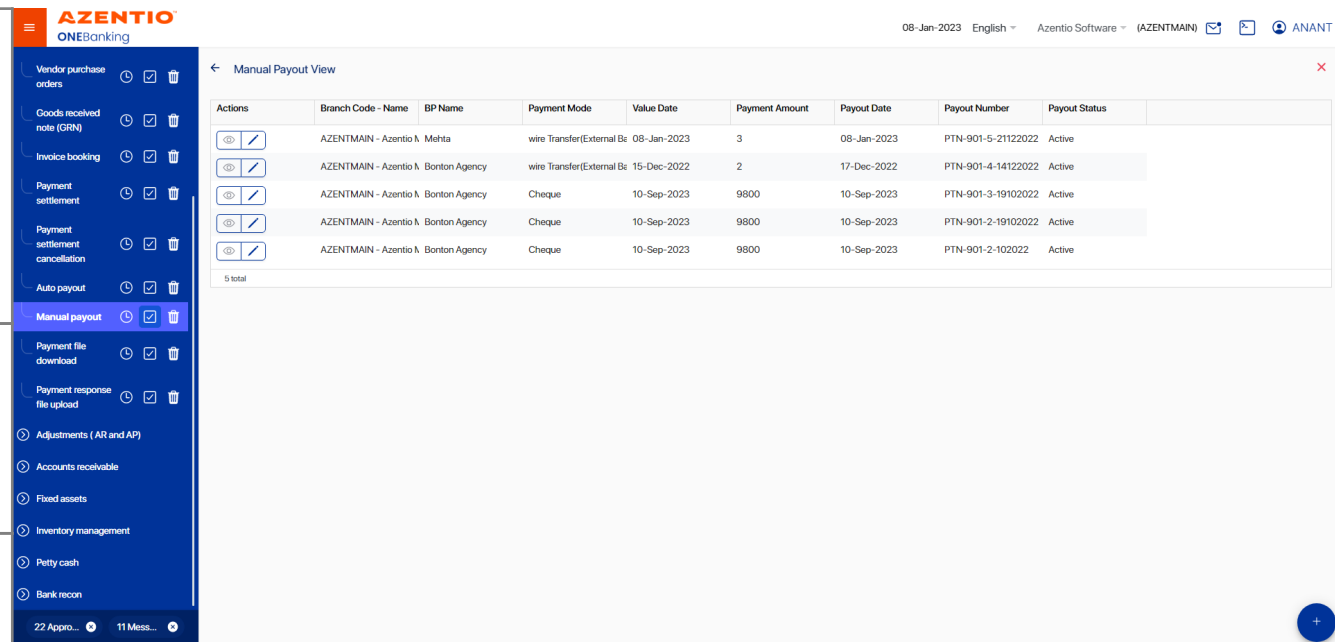 AZENTIO
ONEBanking
08-Jan-2023 English Azentio Software (AZENTMAIN) ANANT
Vendor purchase
orders
Goods received
note (GRN)
Invoice booking
Payment
settlement
Payment
settlement
cancellation
Auto payout
Manual payout
Payment file
download
Payment response
file upload
Adjustments ( AR and AP)
Accounts receivable
Fixed assets
Inventory management
Petty cash
Bank recon
22 Appro... 11 Mess...
Manual Payout View
Actions Branch Code - Name BP Name Payment Mode Value Date Payment Amount Payout Date Payout Number Payout Status
AZENTMAIN - Azentio M Mehta wire Transfer(External Ba 08-Jan-2023 3 08-Jan-2023 PTN-901-5-21122022 Active
AZENTMAIN - Azentio M Bonton Agency wire Transfer(External Ba 15-Dec-2022 2 17-Dec-2022 PTN-901-4-14122022 Active
AZENTMAIN - Azentio M Bonton Agency Cheque 10-Sep-2023 9800 10-Sep-2023 PTN-901-3-19102022 Active
AZENTMAIN - Azentio M Bonton Agency Cheque 10-Sep-2023 9800 10-Sep-2023 PTN-901-2-19102022 Active
AZENTMAIN - Azentio M Bonton Agency Cheque 10-Sep-2023 9800 10-Sep-2023 PTN-901-2-102022 Active
5 total